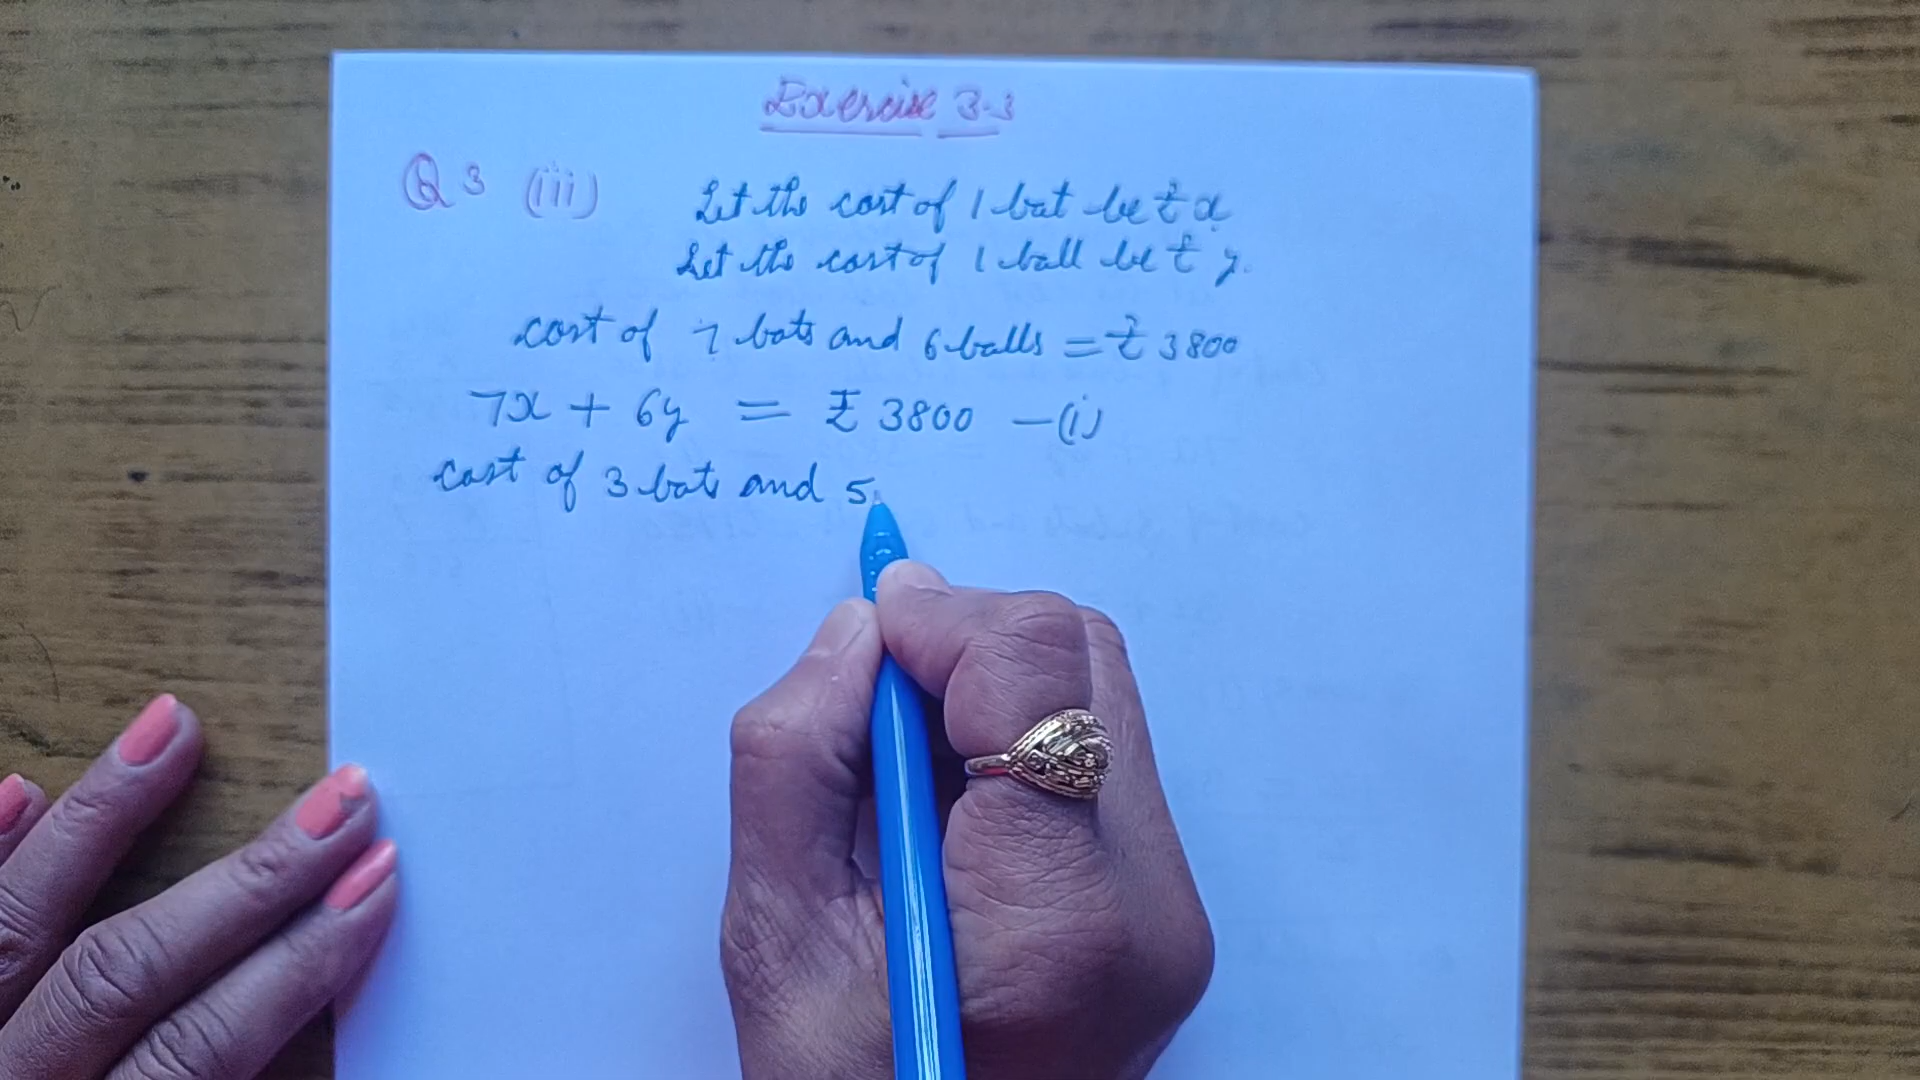 Exercise 3.3
Q 3 (iii) Let the cost of 1 bat be ₹ x
Let the cost of 1 ball be ₹ y.
cost of 7 bats and 6 balls = ₹ 3800
7x + 6y = ₹ 3800 —(i)
cost of 3 bats and 5